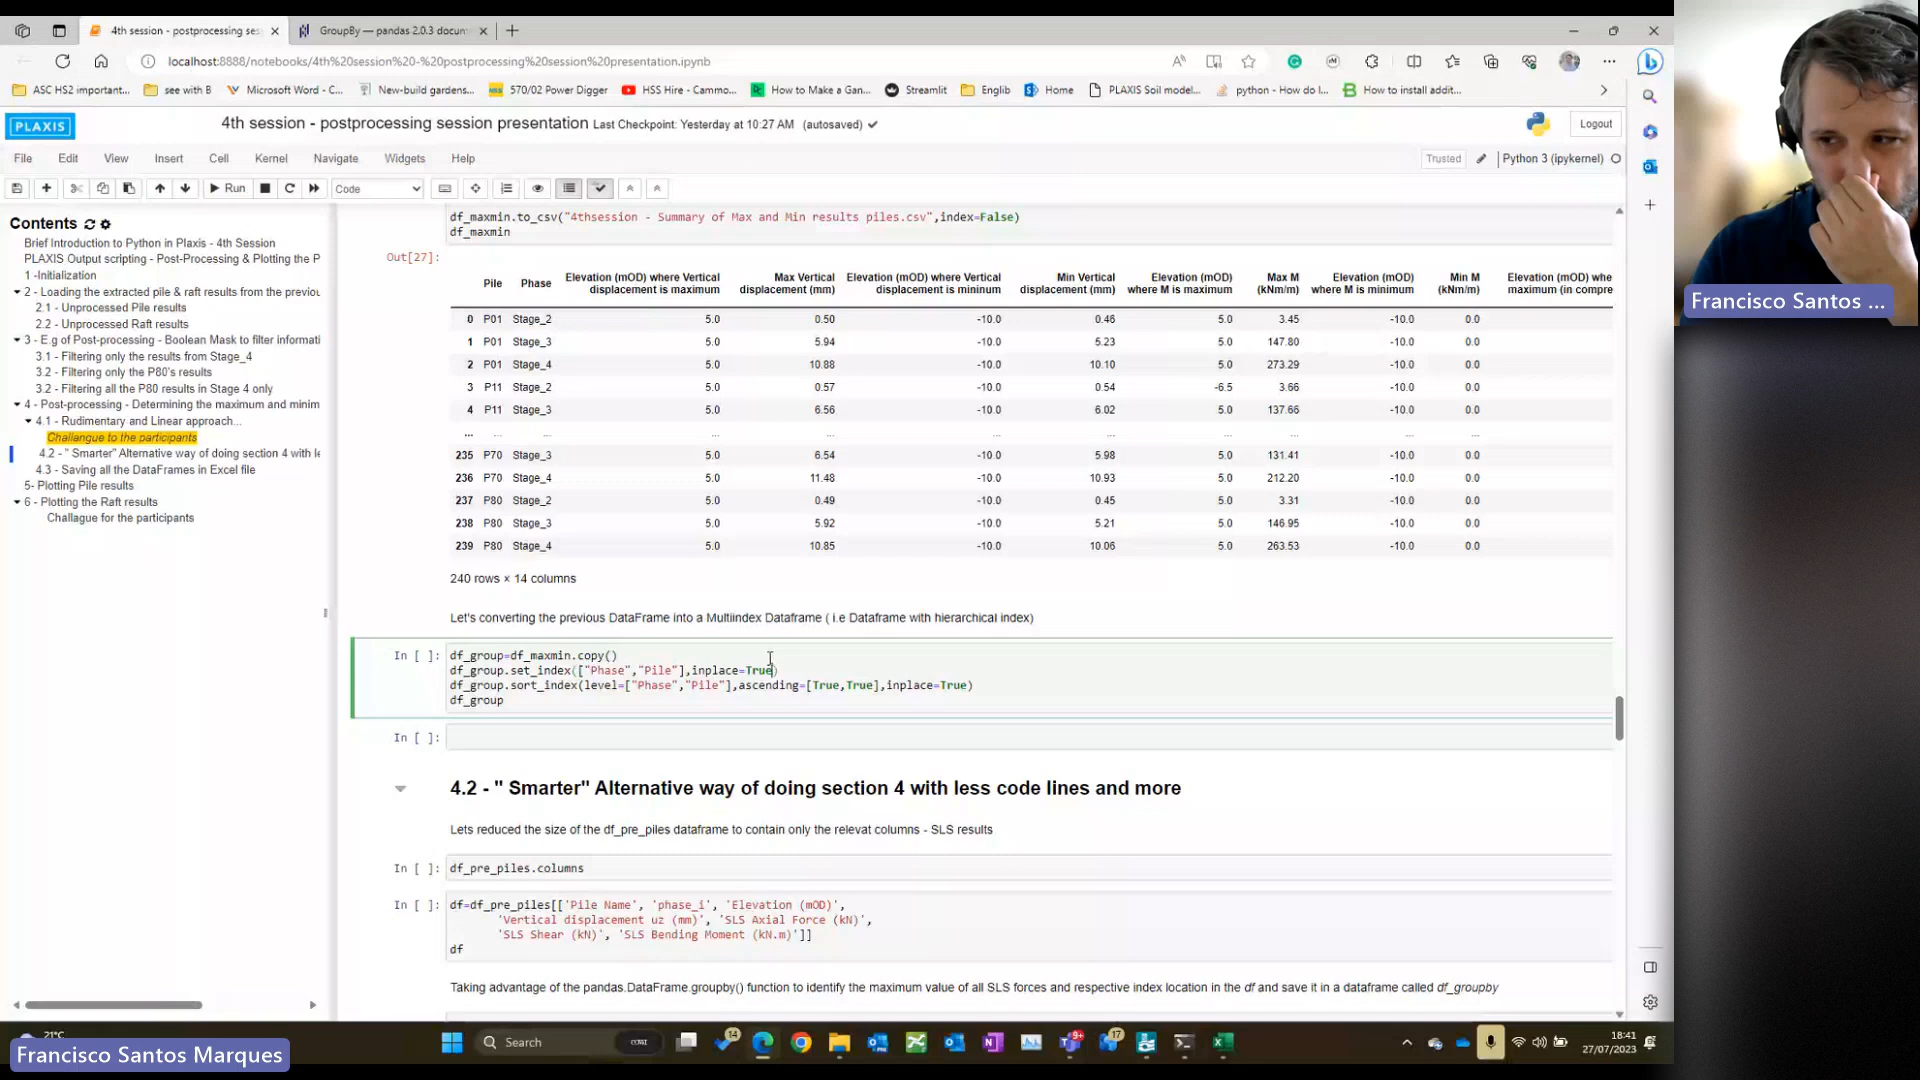 4th session - postprocessing ses
GroupBy — pandas 2.0.3 docun
localhost:8888/notebooks/4th%20session%20-%20postprocessing%20session%20presentation.ipynb
ASC HS2 important...
see with B
Microsoft Word - C...
New-build gardens...
570/02 Power Digger
HSS Hire - Cammo...
How to Make a Gan...
Streamlit
Englib
Home
PLAXIS Soil model...
python - How do I...
How to install addit...
PLAXIS
4th session - postprocessing session presentation Last Checkpoint: Yesterday at 10:27 AM (autosaved)
Logout
File Edit View Insert Cell Kernel Navigate Widgets Help
Trusted
Python 3 (ipykernel)
Run
Code
Contents
Brief Introduction to Python in Plaxis - 4th Session
PLAXIS Output scripting - Post-Processing & Plotting the P
1 -Initialization
2 - Loading the extracted pile & raft results from the previou
2.1 - Unprocessed Pile results
2.2 - Unprocessed Raft results
3 - E.g of Post-processing - Boolean Mask to filter informati
3.1 - Filtering only the results from Stage_4
3.2 - Filtering only the P80's results
3.2 - Filtering all the P80 results in Stage 4 only
4 - Post-processing - Determining the maximum and minim
4.1 - Rudimentary and Linear approach...
Challangue to the participants
4.2 - " Smarter" Alternative way of doing section 4 with le
4.3 - Saving all the DataFrames in Excel file
5- Plotting Pile results
6 - Plotting the Raft results
Challague for the participants
df_maxmin.to_csv("4thsession - Summary of Max and Min results piles.csv",index=False)
df_maxmin
Out[27]:
Pile Phase Elevation (mOD) where Vertical displacement is maximum Max Vertical displacement (mm) Elevation (mOD) where Vertical displacement is mininum Min Vertical displacement (mm) Elevation (mOD) where M is maximum Max M (kNm/m) Elevation (mOD) where M is minimum Min M (kNm/m) Elevation (mOD) whe maximum (in compre
0 P01 Stage_2 5.0 0.50 -10.0 0.46 5.0 3.45 -10.0 0.0
1 P01 Stage_3 5.0 5.94 -10.0 5.23 5.0 147.80 -10.0 0.0
2 P01 Stage_4 5.0 10.88 -10.0 10.10 5.0 273.29 -10.0 0.0
3 P11 Stage_2 5.0 0.57 -10.0 0.54 -6.5 3.66 -10.0 0.0
4 P11 Stage_3 5.0 6.56 -10.0 6.02 5.0 137.66 -10.0 0.0
... ... ... ... ... ... ... ... ... ... ...
235 P70 Stage_3 5.0 6.54 -10.0 5.98 5.0 131.41 -10.0 0.0
236 P70 Stage_4 5.0 11.48 -10.0 10.93 5.0 212.20 -10.0 0.0
237 P80 Stage_2 5.0 0.49 -10.0 0.45 5.0 3.31 -10.0 0.0
238 P80 Stage_3 5.0 5.92 -10.0 5.21 5.0 146.95 -10.0 0.0
239 P80 Stage_4 5.0 10.85 -10.0 10.06 5.0 263.53 -10.0 0.0
240 rows × 14 columns
Let's converting the previous DataFrame into a Multiindex Dataframe ( i.e Dataframe with hierarchical index)
In [ ]: df_group=df_maxmin.copy()
df_group.set_index(["Phase","Pile"],inplace=True)
df_group.sort_index(level=["Phase","Pile"],ascending=[True,True],inplace=True)
df_group
In [ ]:
4.2 - " Smarter" Alternative way of doing section 4 with less code lines and more
Lets reduced the size of the df_pre_piles dataframe to contain only the relevat columns - SLS results
In [ ]: df_pre_piles.columns
In [ ]: df=df_pre_piles[['Pile Name', 'phase_i', 'Elevation (mOD)',
'Vertical displacement uz (mm)', 'SLS Axial Force (kN)',
'SLS Shear (kN)', 'SLS Bending Moment (kN.m)']]
df
Taking advantage of the pandas.DataFrame.groupby() function to identify the maximum value of all SLS forces and respective index location in the df and save it in a dataframe called df_groupby
Francisco Santos ...
21°C
Search
14
9+
17
18:41
27/07/2023
Francisco Santos Marques